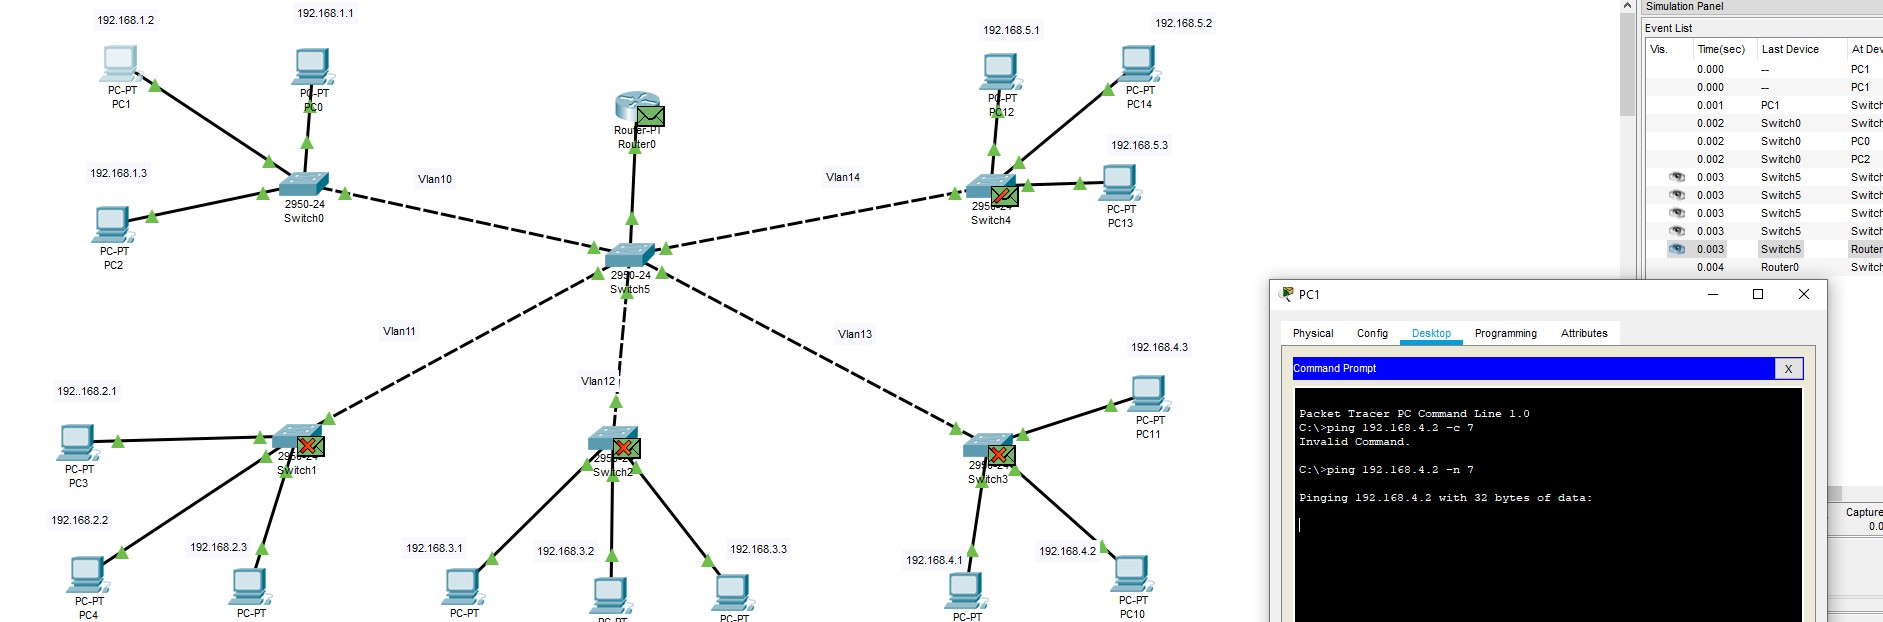 192.168.1.2
192.168.1.1
PC-PT
PC1
PC-PT
PC0
192.168.1.3
PC-PT
PC2
2950-24
Switch0
Vlan10
Router-PT
Router0
192.168.5.1
192.168.5.2
PC-PT
PC12
PC-PT
PC14
192.168.5.3
PC-PT
PC13
Vlan14
Switch4
2950-24
Switch5
Vlan11
Vlan12
Vlan13
192..168.2.1
PC-PT
PC3
192.168.2.2
PC-PT
PC4
192.168.2.3
PC-PT
2950-24
Switch1
2950-24
Switch2
192.168.3.1
PC-PT
192.168.3.2
PC-PT
192.168.3.3
PC-PT
Switch3
192.168.4.3
PC-PT
PC11
192.168.4.1
PC-PT
192.168.4.2
PC-PT
PC10
Simulation Panel
Event List
Vis. Time(sec) Last Device At Dev
0.000 -- PC1
0.000 -- PC1
0.001 PC1 Switch
0.002 Switch0 Switch
0.002 Switch0 PC0
0.002 Switch0 PC2
0.003 Switch5 Switch
0.003 Switch5 Switch
0.003 Switch5 Switch
0.003 Switch5 Switch
0.003 Switch5 Router
0.004 Router0 Switch
Capture
0.0
PC1
Physical Config Desktop Programming Attributes
Command Prompt X
Packet Tracer PC Command Line 1.0
C:\>ping 192.168.4.2 -c 7
Invalid Command.
C:\>ping 192.168.4.2 -n 7
Pinging 192.168.4.2 with 32 bytes of data: